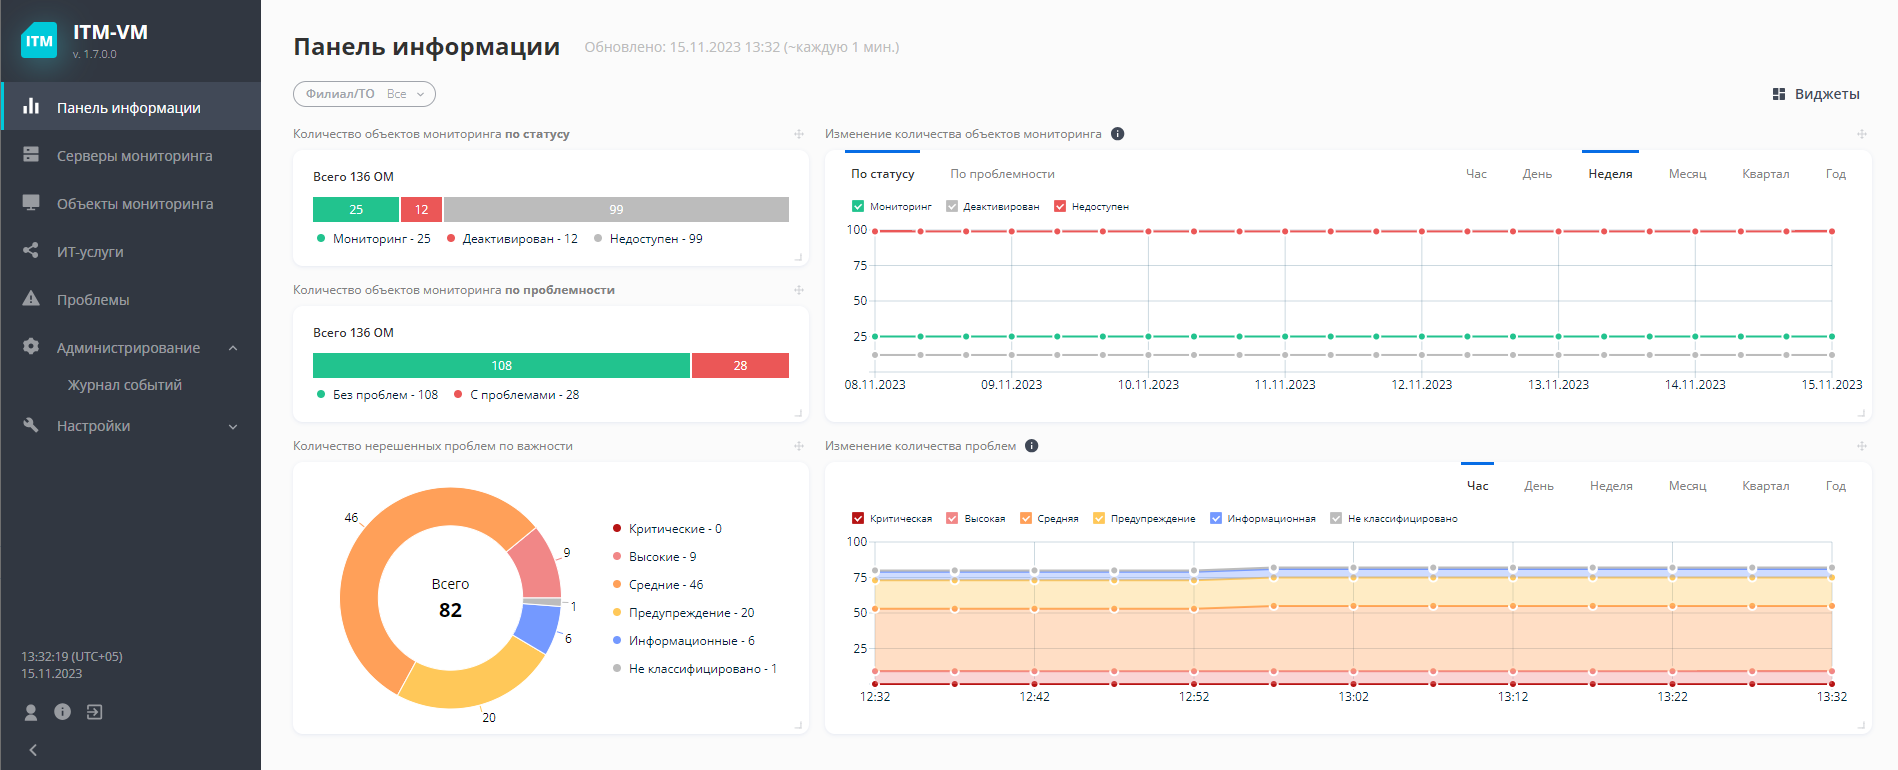 ITM
ITM-VM
v. 1.7.0.0
Панель информации
Серверы мониторинга
Объекты мониторинга
ИТ-услуги
Проблемы
Администрирование
Журнал событий
Настройки
13:32:19 (UTC+05)
15.11.2023
Панель информации
Обновлено: 15.11.2023 13:32 (~каждую 1 мин.)
Филиал/ТО Все
Виджеты
Количество объектов мониторинга по статусу
Всего 136 ОМ
25 12 99
Мониторинг - 25 Деактивирован - 12 Недоступен - 99
Количество объектов мониторинга по проблемности
Всего 136 ОМ
108 28
Без проблем - 108 С проблемами - 28
Количество нерешенных проблем по важности
46
9
1
6
20
Всего
82
Критические - 0
Высокие - 9
Средние - 46
Предупреждение - 20
Информационные - 6
Не классифицировано - 1
Изменение количества объектов мониторинга
По статусу По проблемности Час День Неделя Месяц Квартал Год
Мониторинг Деактивирован Недоступен
100
75
50
25
08.11.2023 09.11.2023 10.11.2023 11.11.2023 12.11.2023 13.11.2023 14.11.2023 15.11.2023
Изменение количества проблем
Час День Неделя Месяц Квартал Год
Критическая Высокая Средняя Предупреждение Информационная Не классифицировано
100
75
50
25
12:32 12:42 12:52 13:02 13:12 13:22 13:32